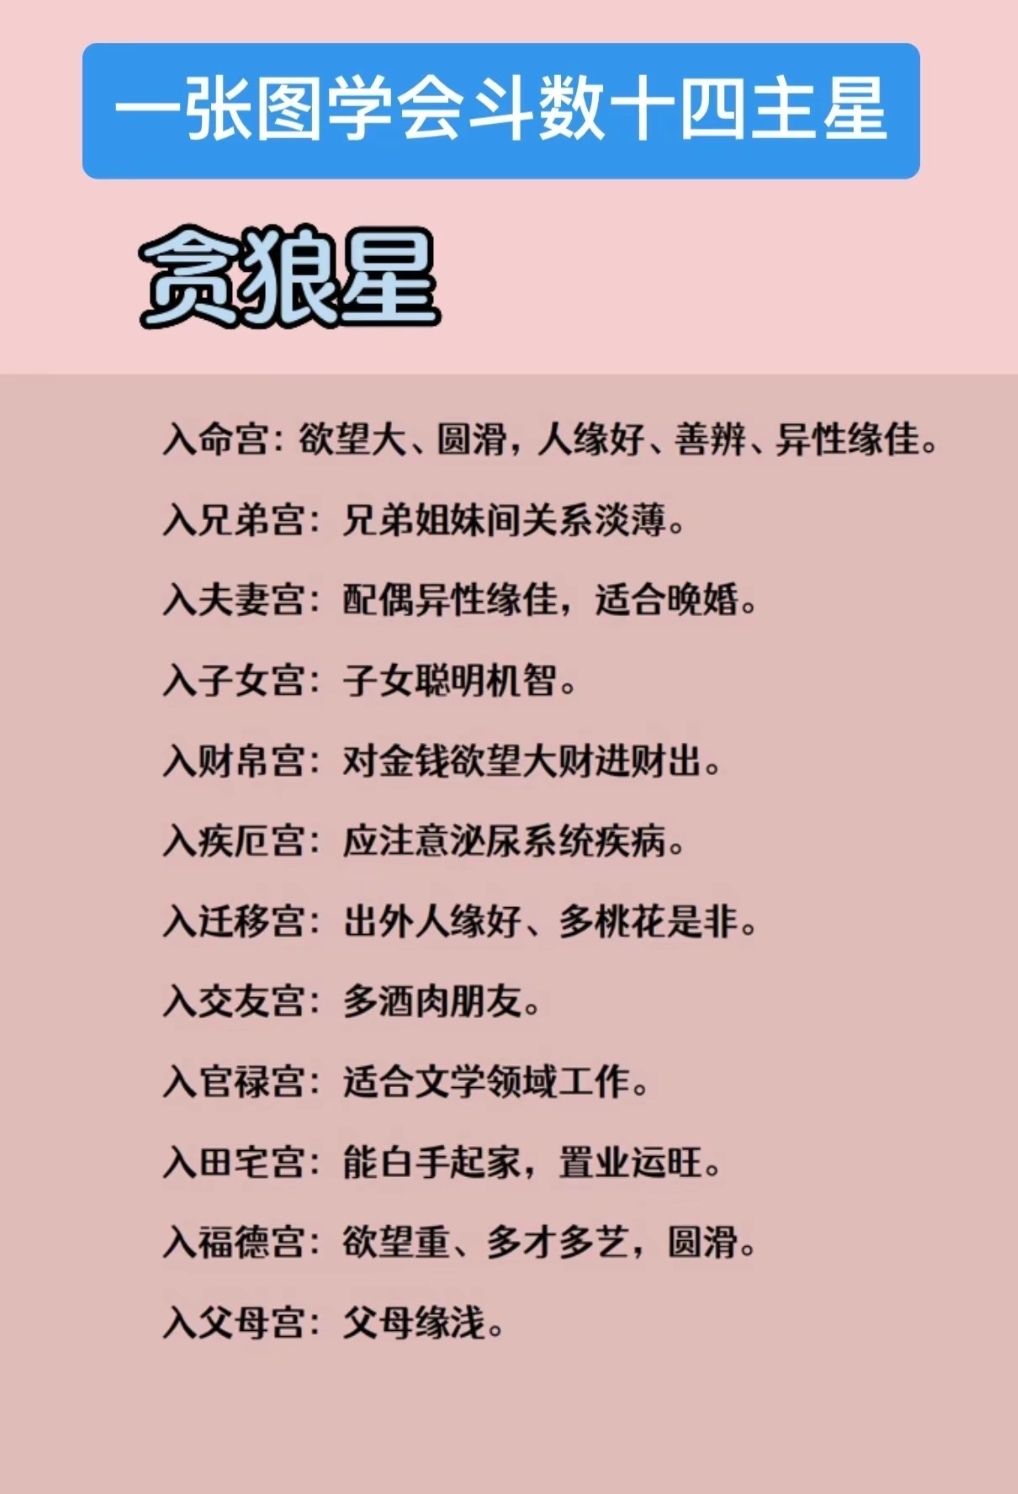 一张图学会斗数十四主星
贪狼星
入命宫：欲望大、圆滑，人缘好、善辨、异性缘佳。
入兄弟宫：兄弟姐妹间关系淡薄。
入夫妻宫：配偶异性缘佳，适合晚婚。
入子女宫：子女聪明机智。
入财帛宫：对金钱欲望大财进财出。
入疾厄宫：应注意泌尿系统疾病。
入迁移宫：出外人缘好、多桃花是非。
入交友宫：多酒肉朋友。
入官禄宫：适合文学领域工作。
入田宅宫：能白手起家，置业运旺。
入福德宫：欲望重、多才多艺，圆滑。
入父母宫：父母缘浅。